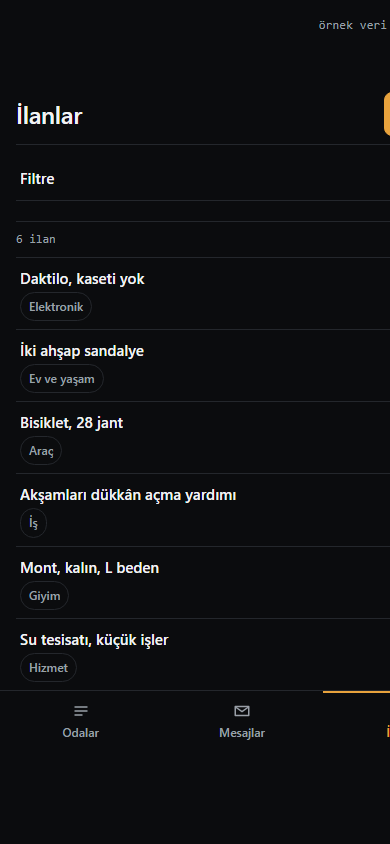 örnek veri
İlanlar
Filtre
6 ilan
Daktilo, kaseti yok
Elektronik
İki ahşap sandalye
Ev ve yaşam
Bisiklet, 28 jant
Araç
Akşamları dükkân açma yardımı
İş
Mont, kalın, L beden
Giyim
Su tesisatı, küçük işler
Hizmet
Odalar
Mesajlar